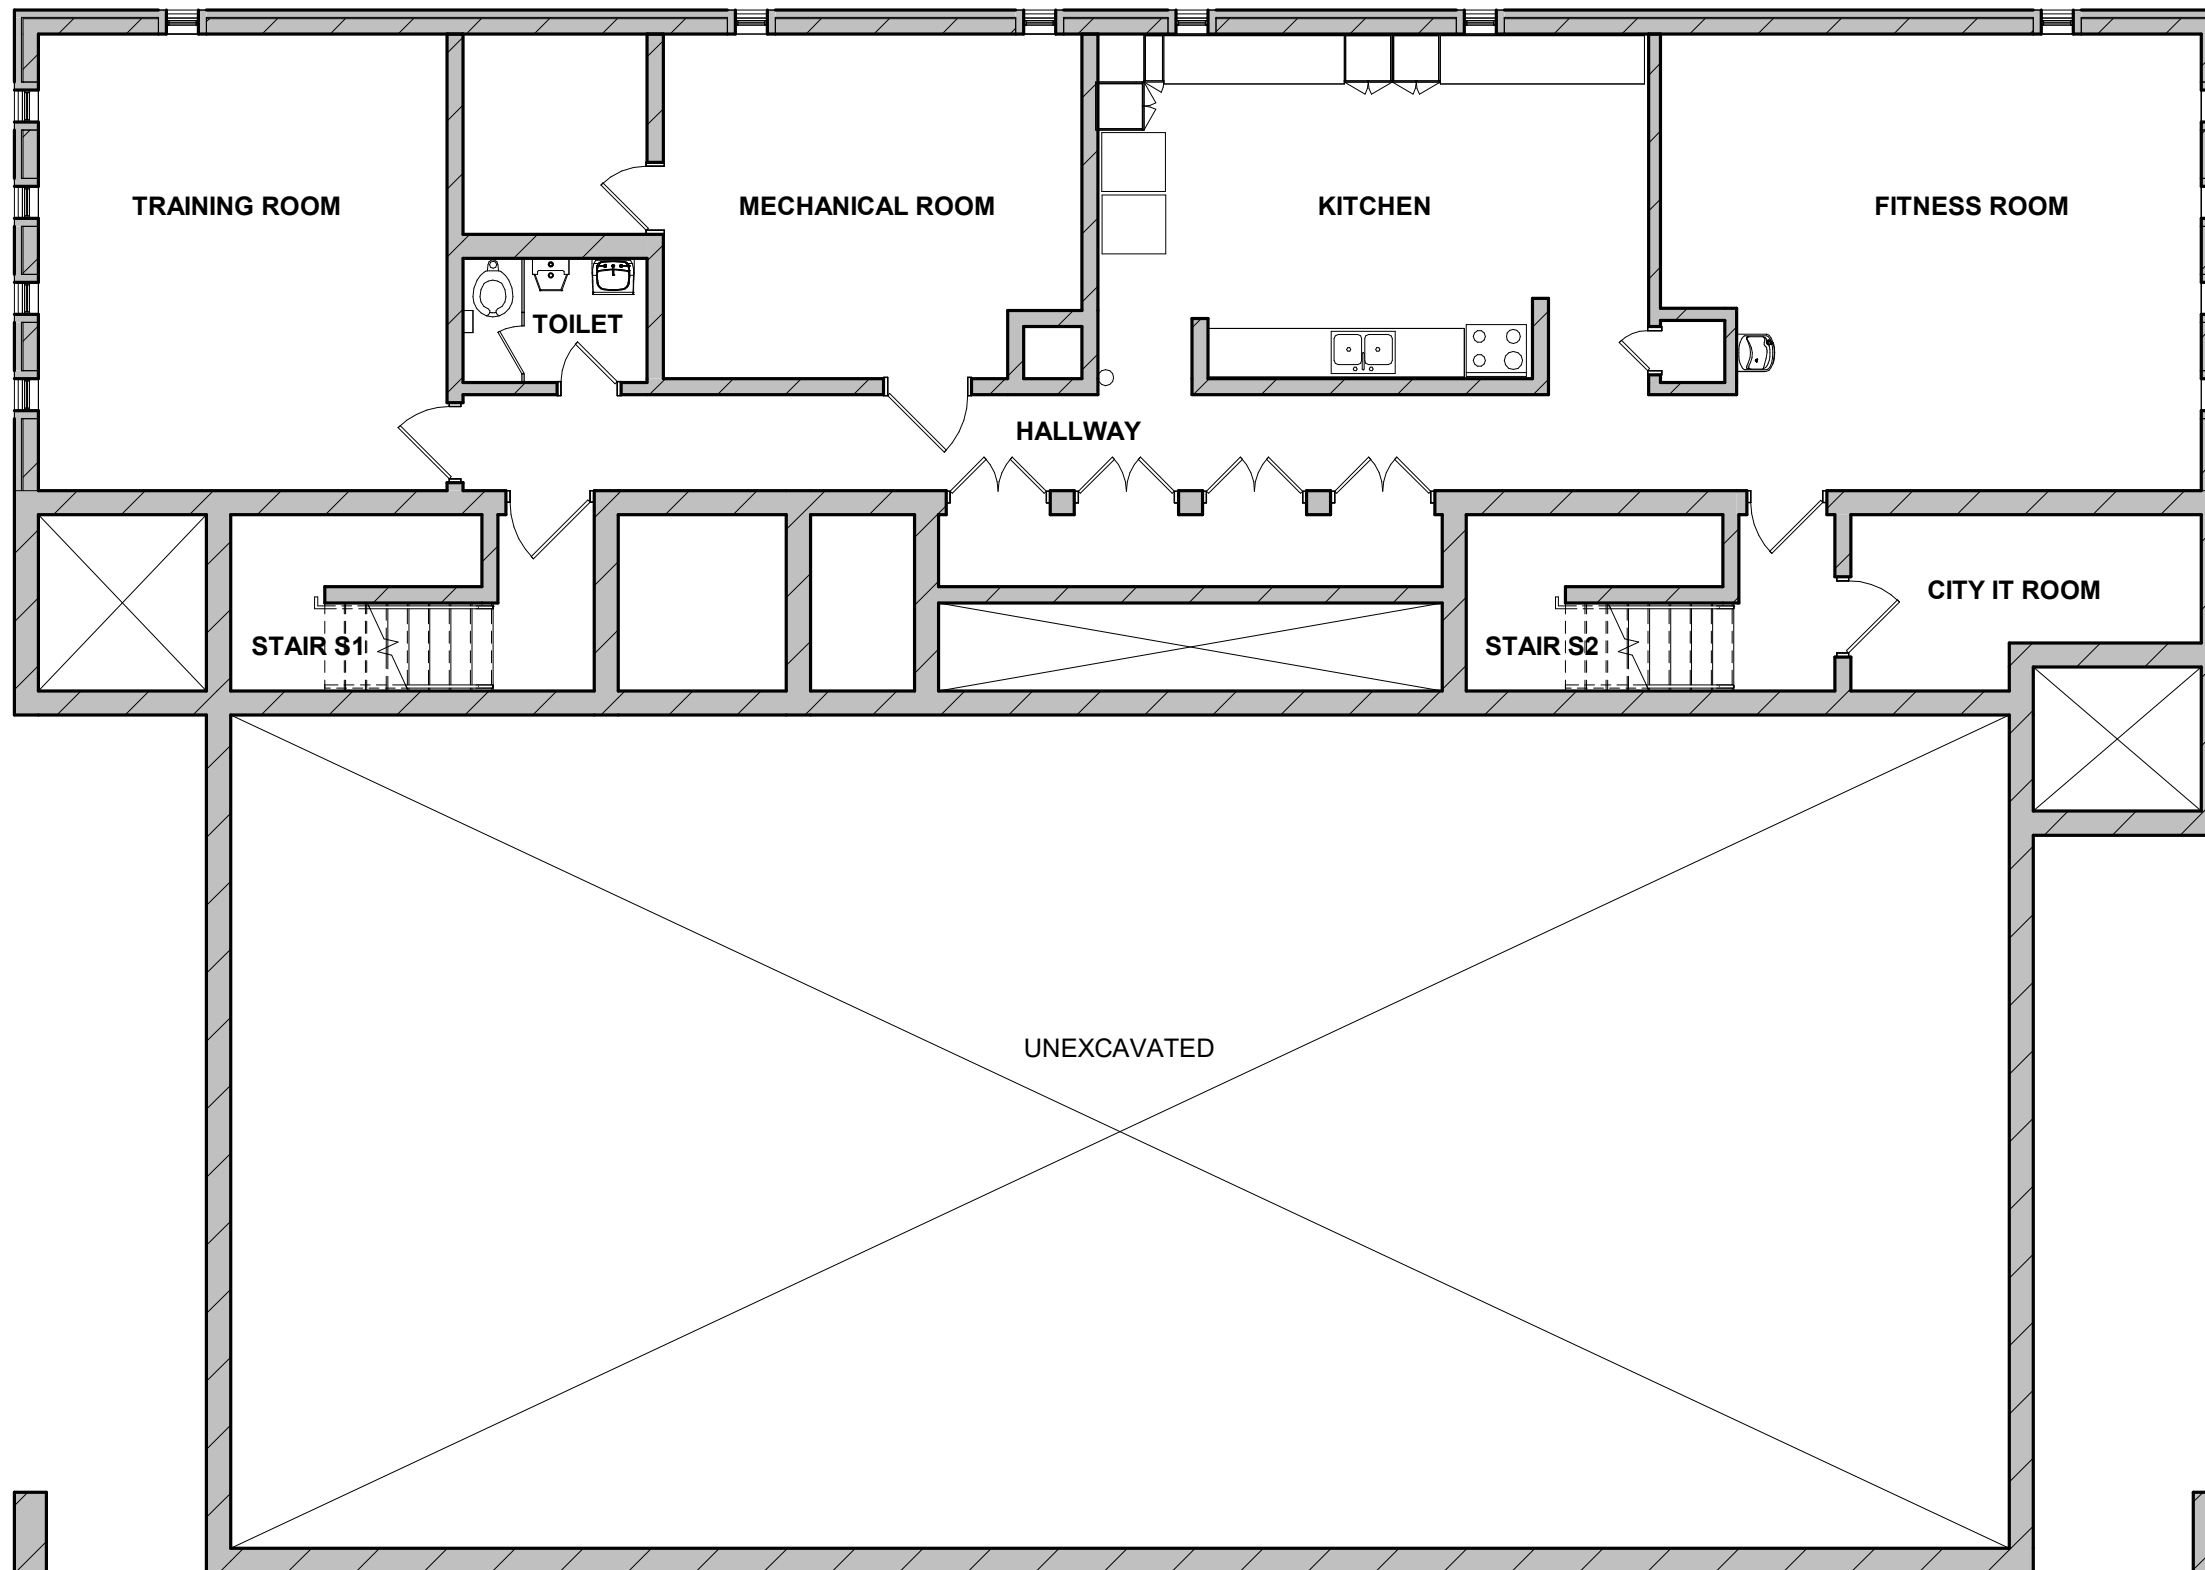 TRAINING ROOM
MECHANICAL ROOM
KITCHEN
FITNESS ROOM
TOILET
HALLWAY
CITY IT ROOM
STAIR S1
STAIR S2
UNEXCAVATED